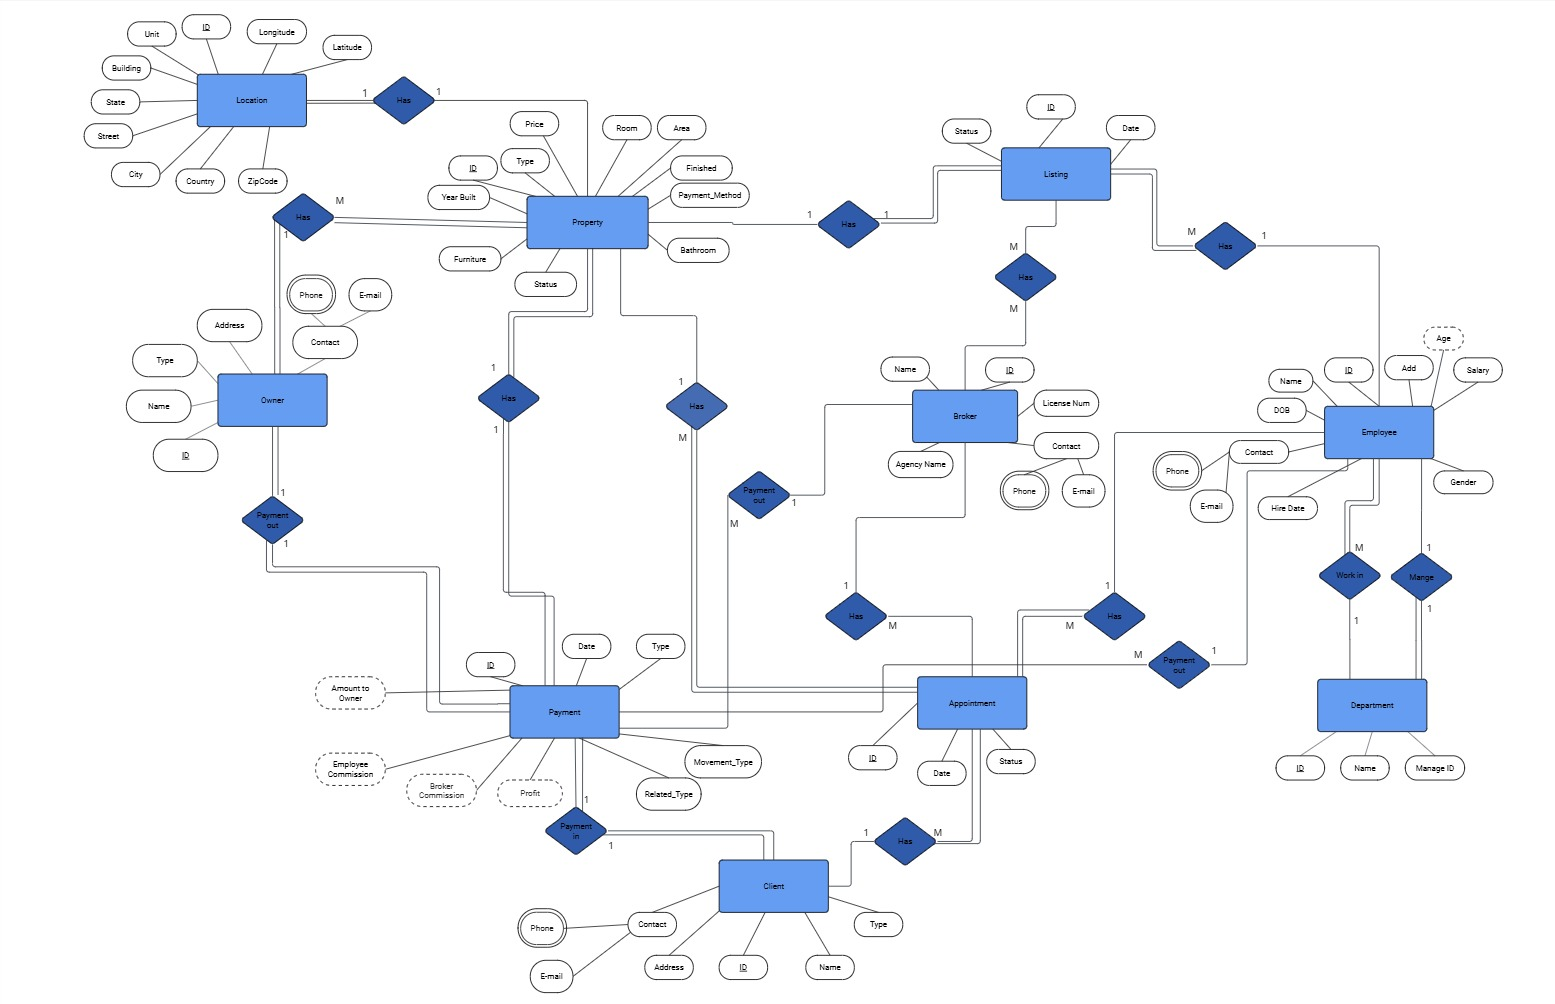 ID
Longitude
Unit
Latitude
Building
Location
1
Has
1
State
Street
City
Country
ZipCode
Price
Room
Area
ID
Type
Finished
Year Built
Payment_Method
Property
Furniture
Status
Bathroom
Has
M
1
1
Has
1
ID
Status
Date
Listing
M
Has
1
M
Has
M
Phone
E-mail
Address
Contact
Type
Name
Owner
ID
1
Payment
out
1
1
Has
1
1
Has
M
Name
ID
License Num
Broker
Contact
Agency Name
Phone
E-mail
Payment
out
1
M
Age
Name
ID
Add
Salary
DOB
Employee
Contact
Phone
E-mail
Hire Date
Gender
M
Work in
1
1
Mange
1
1
Has
M
1
Has
M
M
Payment
out
1
Department
ID
Name
Manage ID
ID
Date
Type
Amount to
Owner
Payment
Employee
Commission
Broker
Commission
Profit
Related_Type
Movement_Type
Appointment
ID
Date
Status
1
Payment
in
1
1
Has
M
Client
Contact
Phone
E-mail
Address
ID
Name
Type